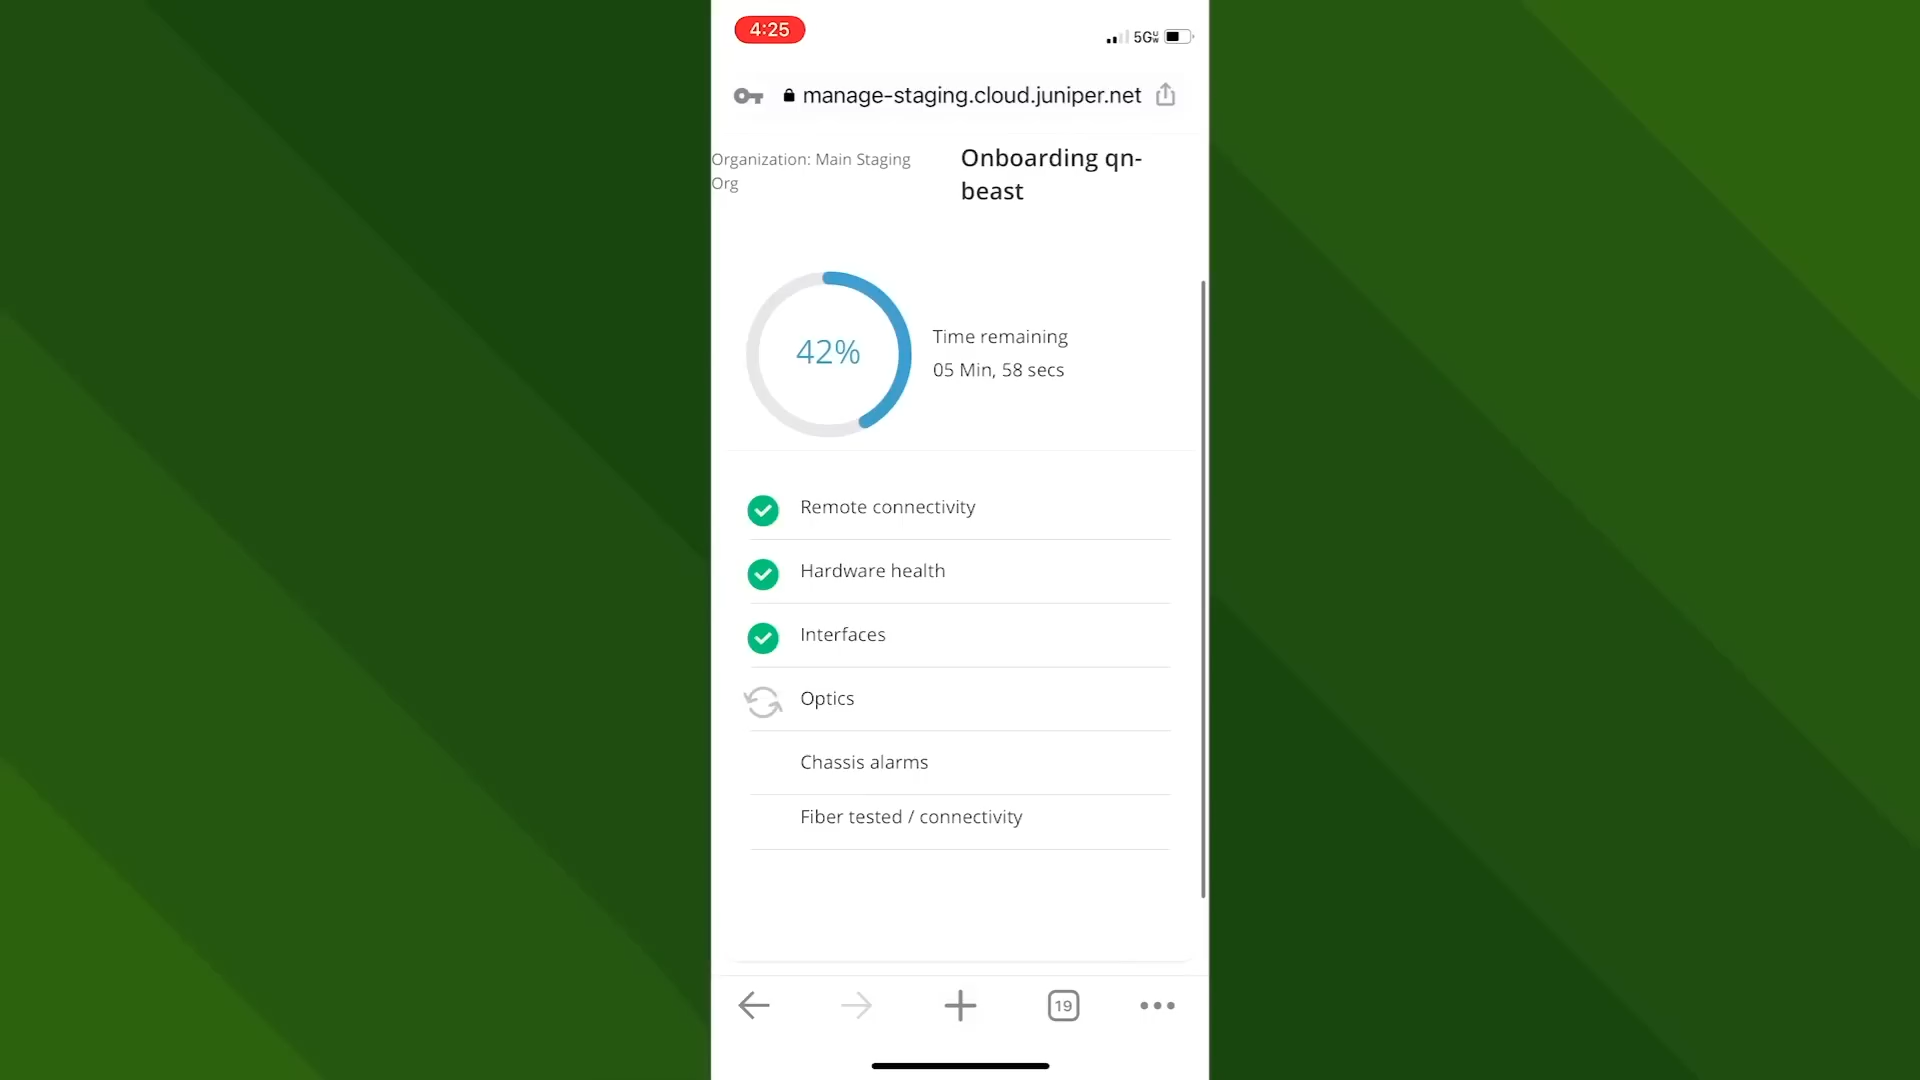 4:25
5G
manage-staging.cloud.juniper.net
Organization: Main Staging
Org
Onboarding qn-
beast
42%
Time remaining
05 Min, 58 secs
Remote connectivity
Hardware health
Interfaces
Optics
Chassis alarms
Fiber tested / connectivity
19